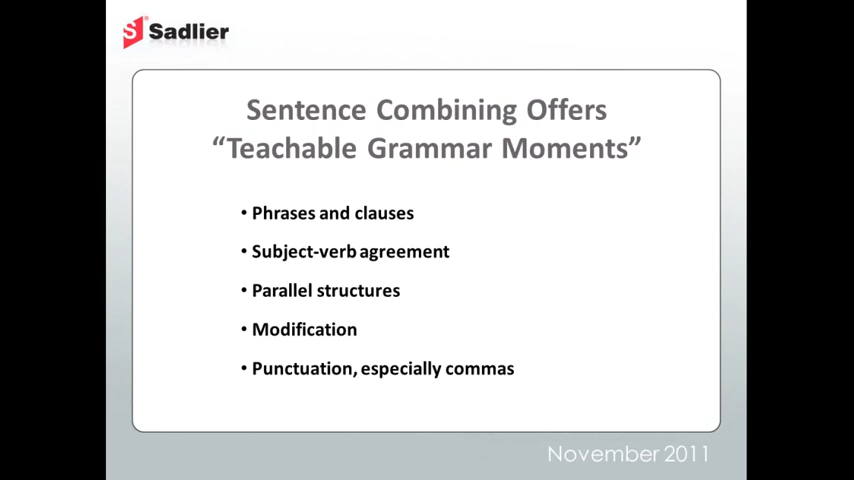 S® Sadlier
Sentence Combining Offers
“Teachable Grammar Moments”
• Phrases and clauses
• Subject-verb agreement
• Parallel structures
• Modification
• Punctuation, especially commas
November 2011